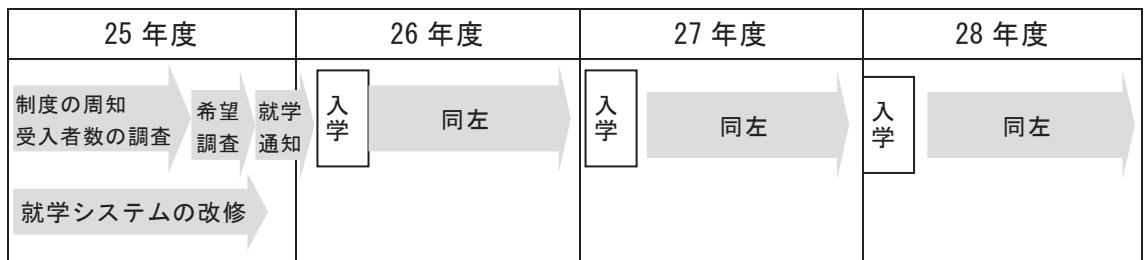 25 年度
26 年度
27 年度
28 年度
制度の周知
受入者数の調査
希望
調査
就学
通知
入学
同左
入学
同左
入学
同左
就学システムの改修